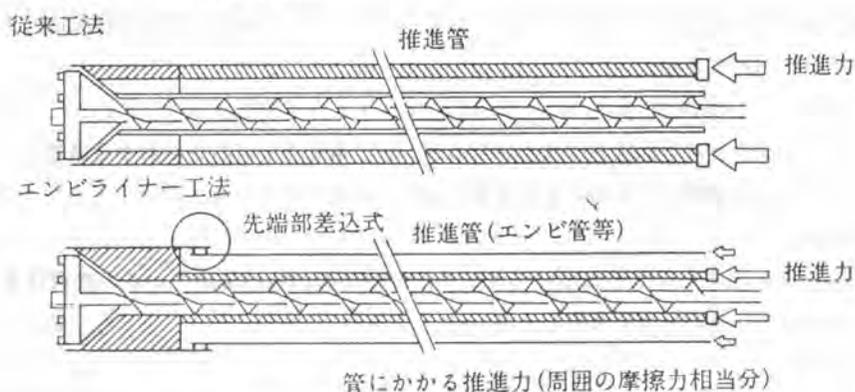 従来工法
推進管
推進力
エンビライナー工法
先端部差込式
推進管(エンビ管等)
推進力
管にかかる推進力(周囲の摩擦力相当分)